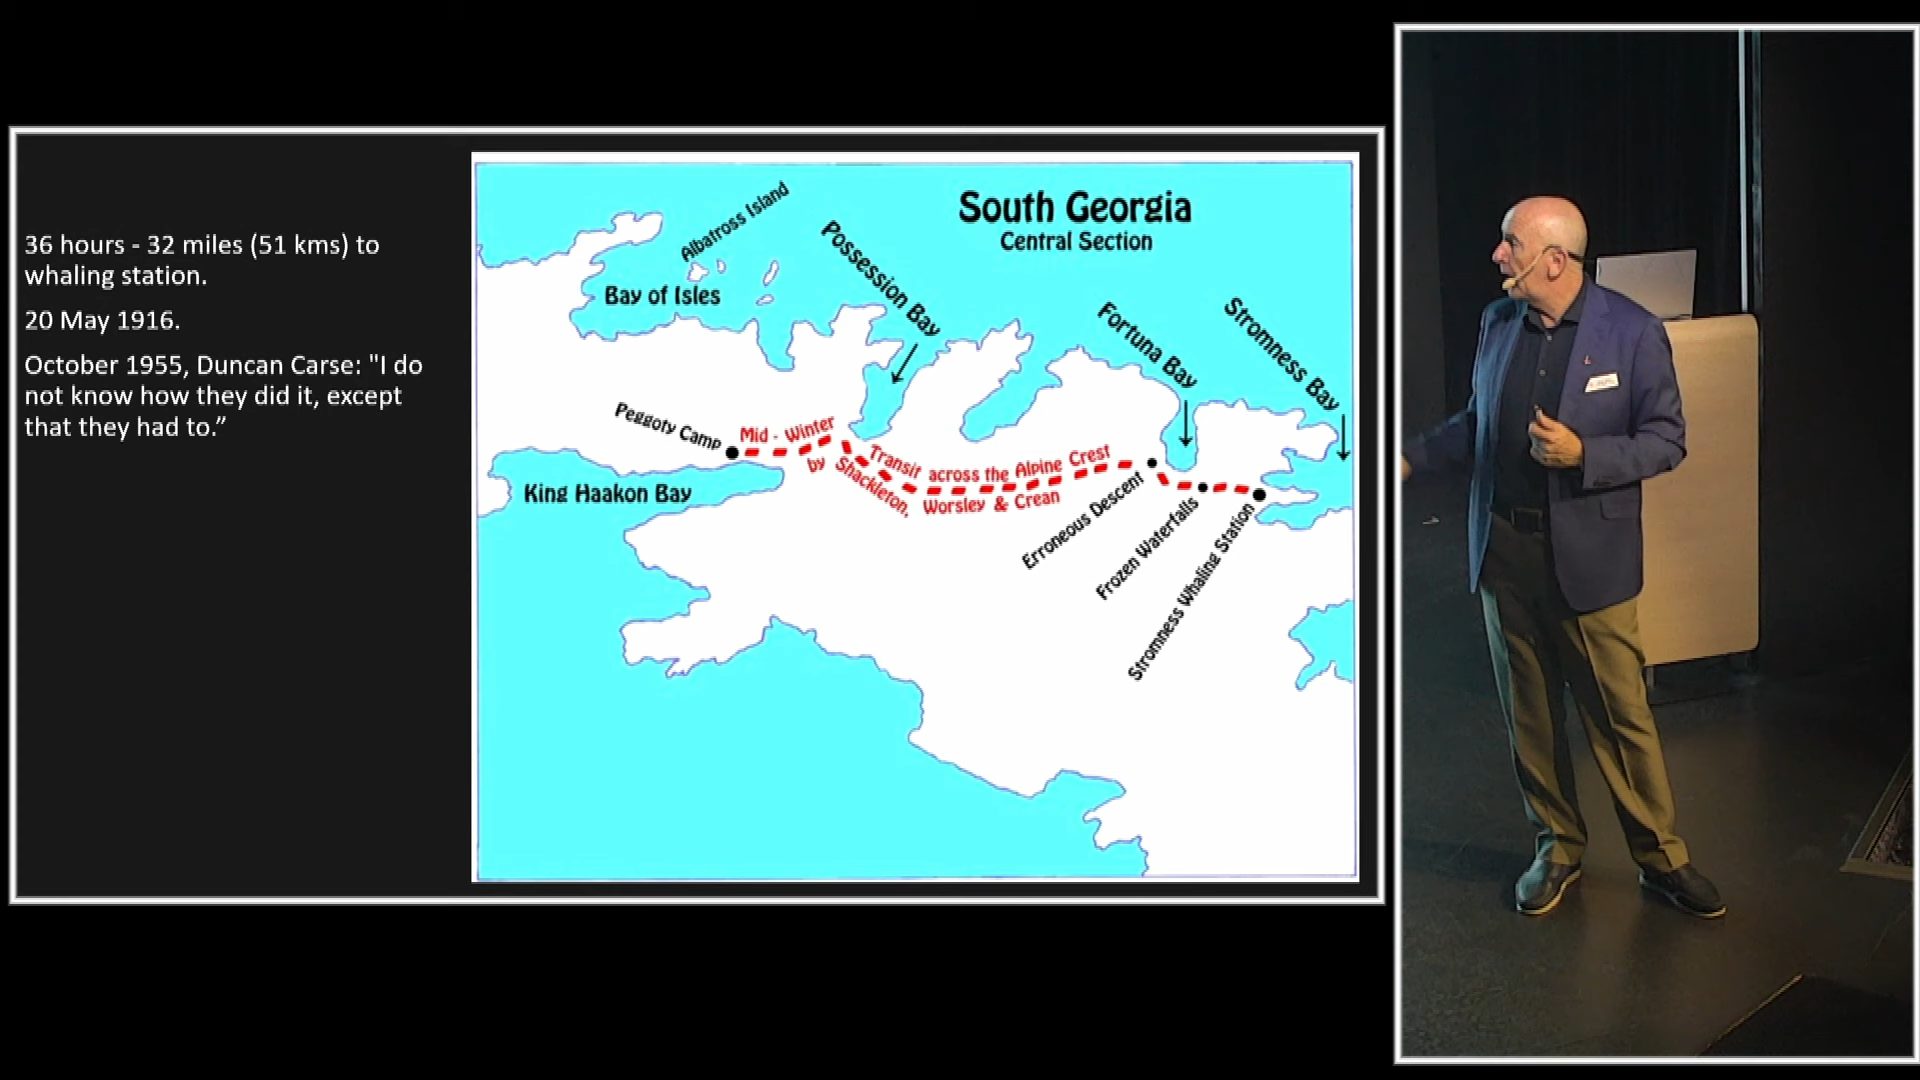 36 hours - 32 miles (51 kms) to
whaling station.
20 May 1916.
October 1955, Duncan Carse: "I do
not know how they did it, except
that they had to.”
South Georgia
Central Section
Albatross Island
Bay of Isles
Possession Bay
Fortuna Bay
Stromness Bay
Peggoty Camp
King Haakon Bay
Mid - Winter
Transit across the Alpine Crest
by Shackleton,
Worsley & Crean
Erroneous Descent
Frozen Waterfalls
Stromness Whaling Station